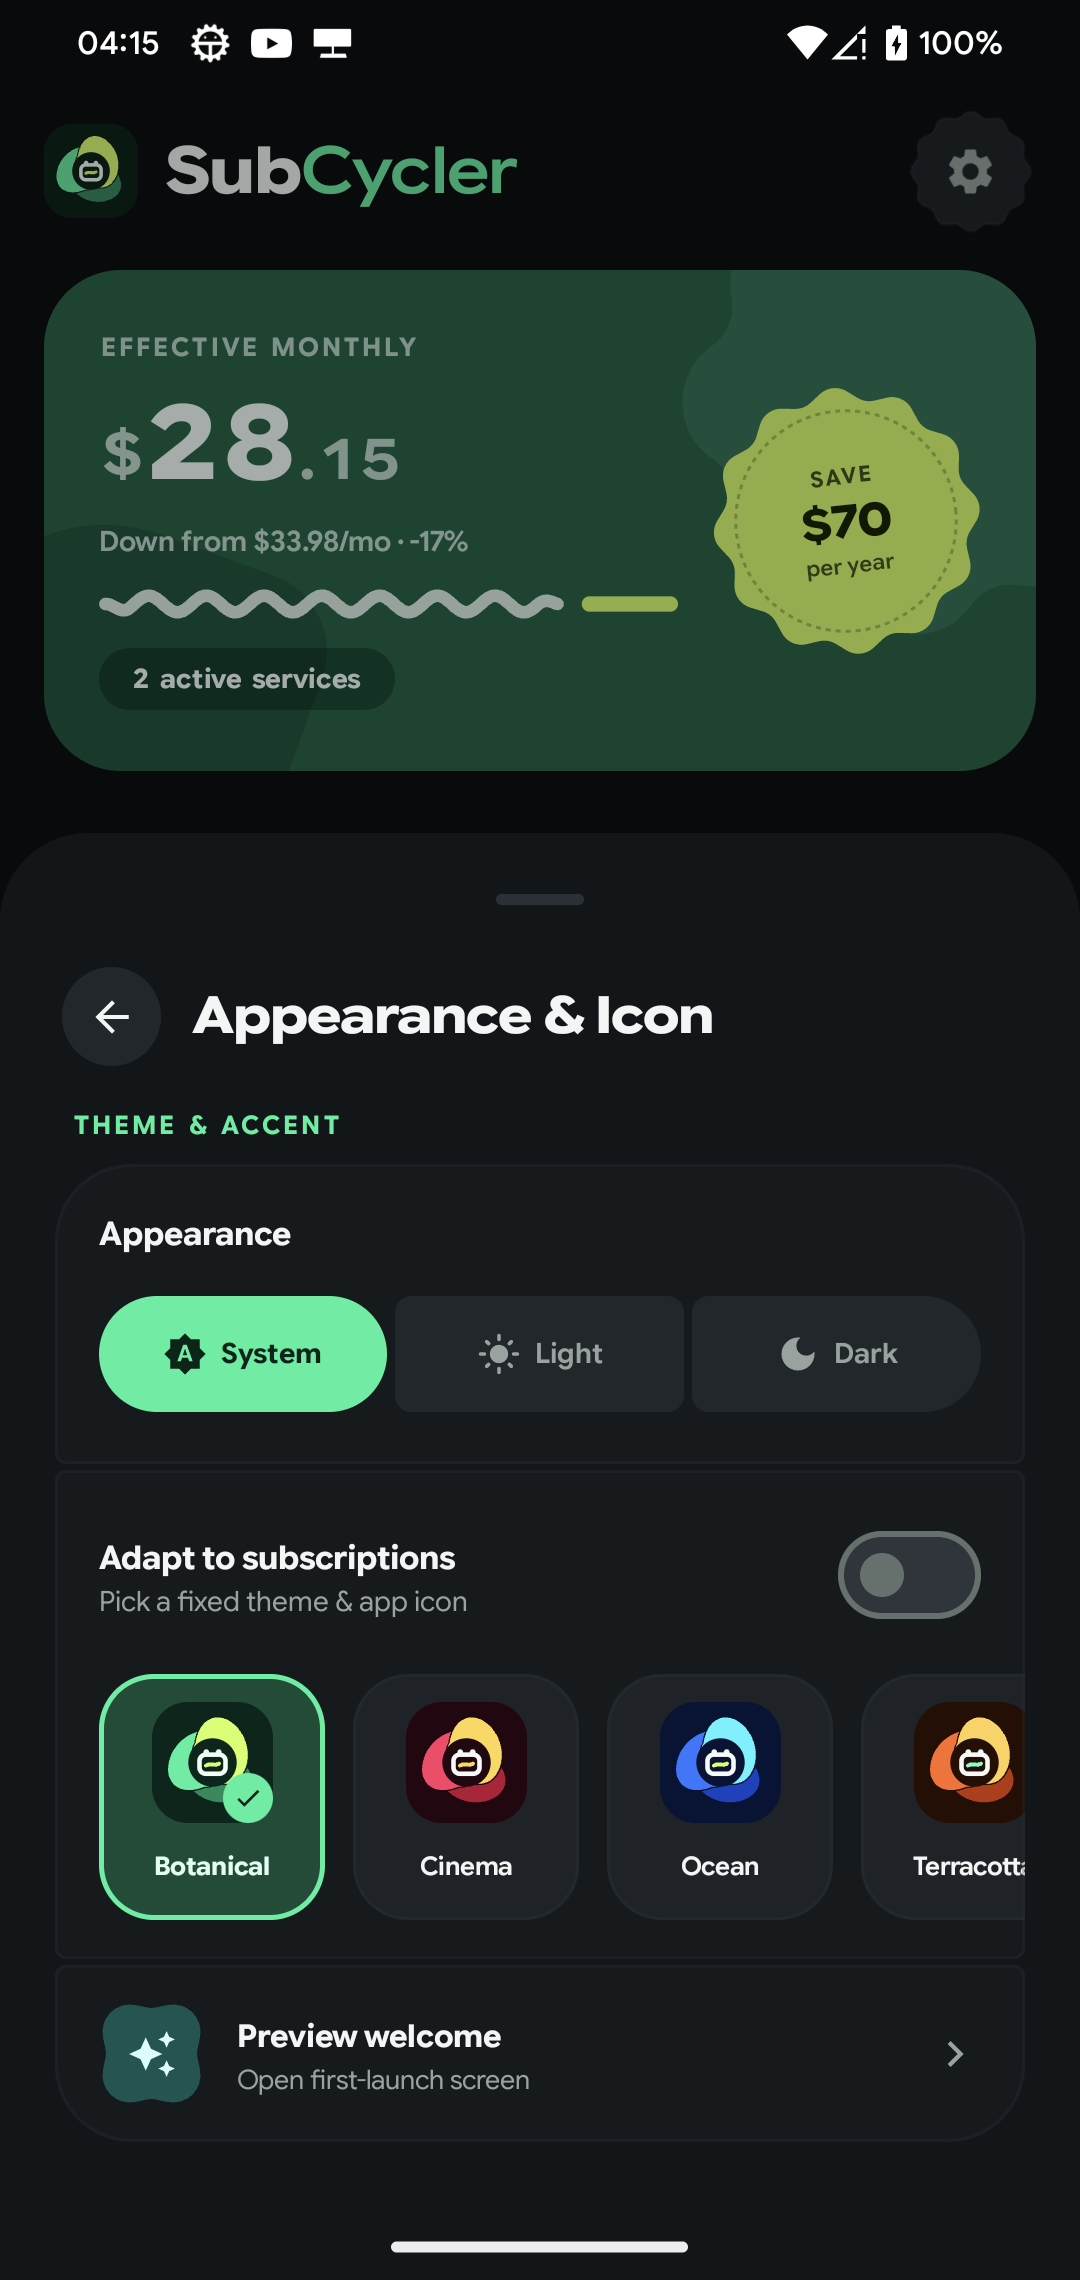 04:15
100%
SubCycler
EFFECTIVE MONTHLY
$28.15
Down from $33.98/mo · -17%
2 active services
SAVE
$70
per year
Appearance & Icon
THEME & ACCENT
Appearance
A System
Light
Dark
Adapt to subscriptions
Pick a fixed theme & app icon
Botanical
Cinema
Ocean
Terracotta
Preview welcome
Open first-launch screen